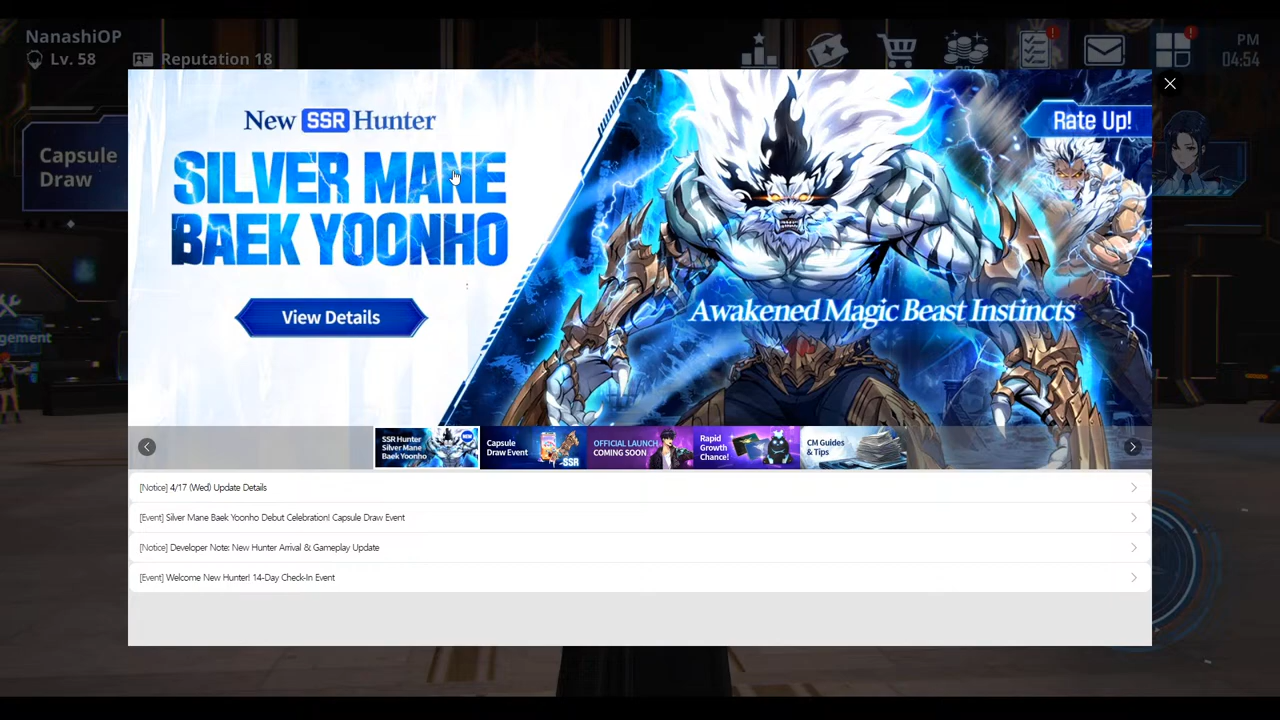 NanashiOP
Lv. 58
Reputation 18
PM
04:54
Capsule
Draw
New SSR Hunter
SILVER MANE
BAEK YOONHO
View Details
Rate Up!
Awakened Magic Beast Instincts
gement
SSR Hunter
Silver Mane
Baek Yoonho
NEW
Capsule
Draw Event
SSR
OFFICIAL LAUNCH
COMING SOON
Rapid
Growth
Chance!
CM Guides
& Tips
[Notice] 4/17 (Wed) Update Details
[Event] Silver Mane Baek Yoonho Debut Celebration! Capsule Draw Event
[Notice] Developer Note: New Hunter Arrival & Gameplay Update
[Event] Welcome New Hunter! 14-Day Check-In Event